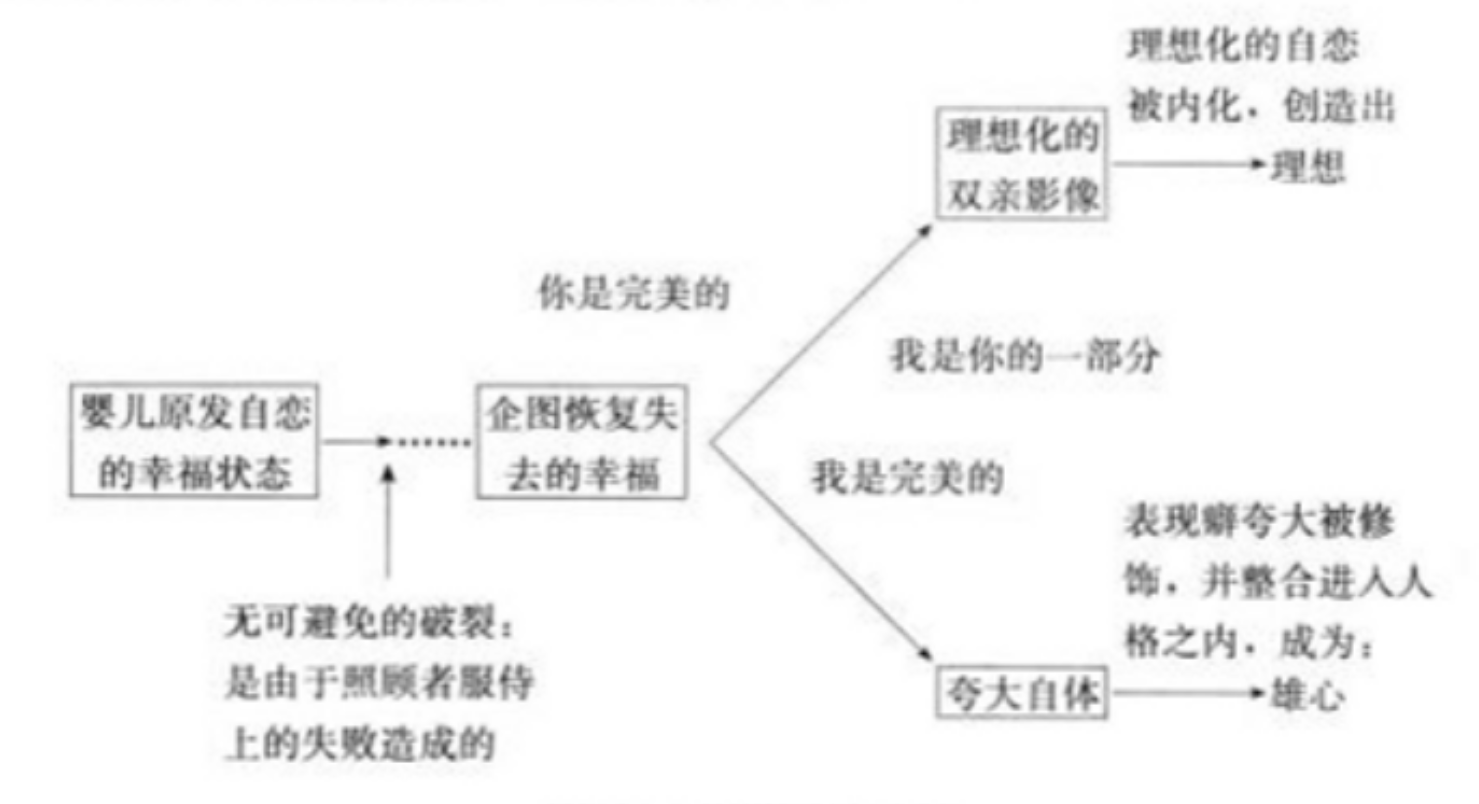 理想化的自恋
被内化，创造出
理想化的
双亲影像
理想
你是完美的
我是你的一部分
婴儿原发自恋
的幸福状态
企图恢复失
去的幸福
我是完美的
表现癖夸大被修
饰，并整合进入人
格之内，成为：
无可避免的破裂：
是由于照顾者服侍
上的失败造成的
夸大自体
雄心